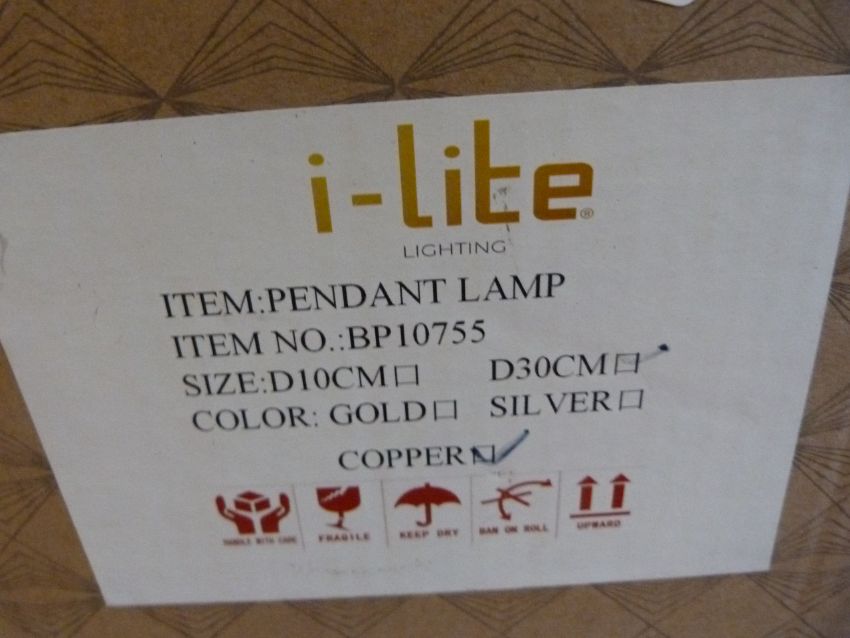 i-lite®
LIGHTING
ITEM:PENDANT LAMP
ITEM NO.:BP10755
SIZE:D10CM□ D30CM☑
COLOR: GOLD□ SILVER□
COPPER☑
HANDLE WITH CARE FRAGILE KEEP DRY BAN ON ROLL UPWARD